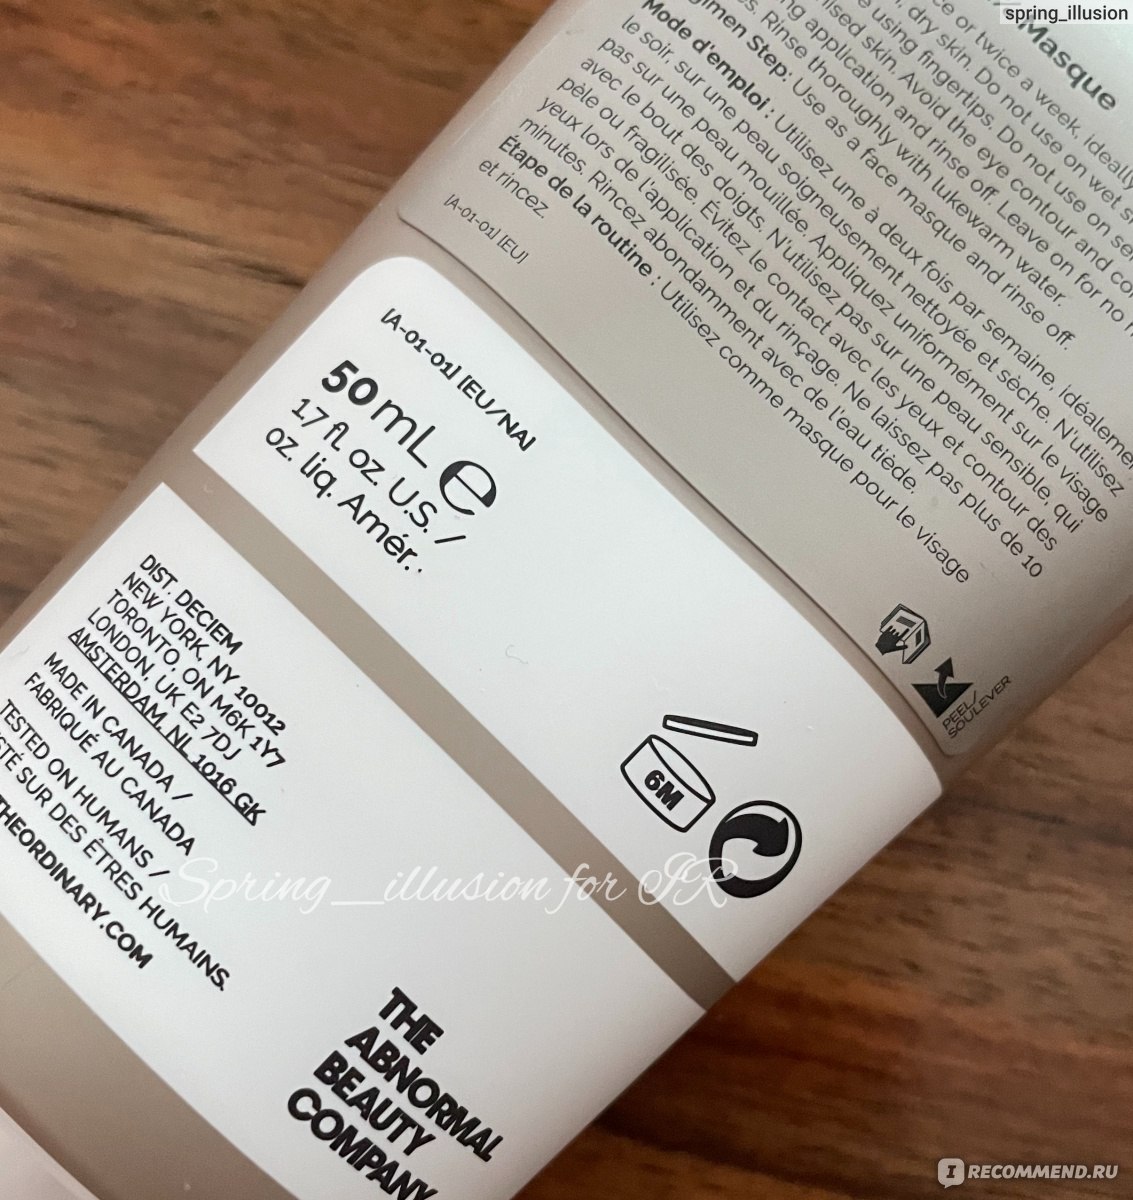 spring_illusion
Masque
ce or twice a week, ideally
dry skin. Do not use on wet
e using fingertips. Do not use on
ised skin. Avoid the eye contour and
ng application and rinse off. Leave on for no
Rinse thoroughly with lukewarm water.
gimen Step: Use as a face masque and rinse off.
Mode d'emploi : Utilisez une à deux fois par semaine, idéalement
le soir, sur une peau soigneusement nettoyée et sèche. N'utilisez
pas sur une peau mouillée. Appliquez uniformément sur le visage
avec le bout des doigts. N'utilisez pas sur une peau sensible, qui
pèle ou fragilisée. Évitez le contact avec les yeux et contour des
yeux lors de l'application et du rinçage. Ne laissez pas plus de 10
minutes. Rincez abondamment avec de l'eau tiède.
Étape de la routine : Utilisez comme masque pour le visage
et rincez.
[A-01-01] [EU]
PEEL/
SOULEVER
[A-01-01] [EU/NA]
50 mL e
1.7 fl oz. U.S. /
oz. liq. Amér. .
6M
DIST. DECIEM
NEW YORK, NY 10012
TORONTO, ON M6K 1Y7
LONDON, UK E2 7DJ
AMSTERDAM, NL 1016 GK
MADE IN CANADA /
FABRIQUÉ AU CANADA
TESTED ON HUMANS /
STÉ SUR DES ÊTRES HUMAINS.
THEORDINARY.COM
Spring_illusion for IR
THE
ABNORMAL
BEAUTY
COMPANY
IRECOMMEND.RU